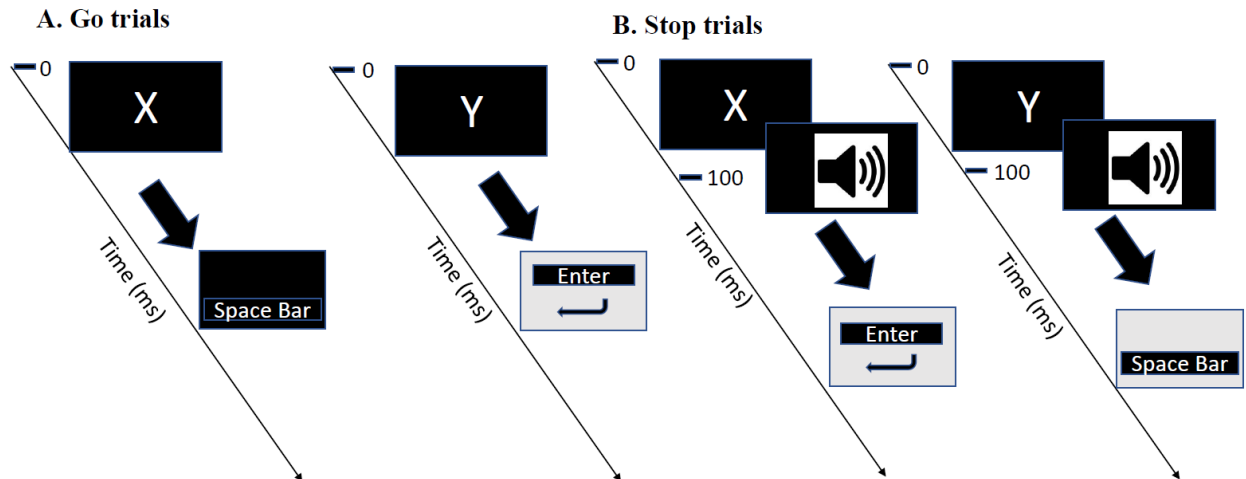 A. Go trials
0
X
Time (ms)
Space Bar
0
Y
Time (ms)
Enter
B. Stop trials
0
X
100
Time (ms)
Enter
0
Y
100
Time (ms)
Space Bar